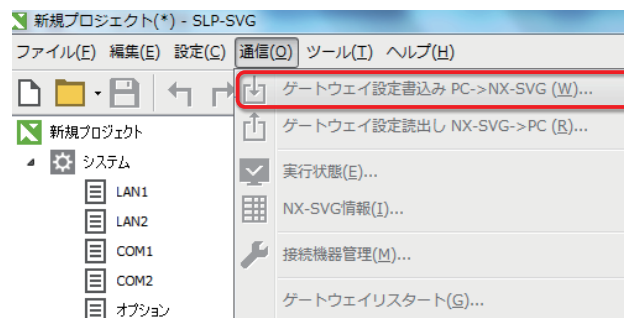 新規プロジェクト(*) - SLP-SVG
ファイル(F) 編集(E) 設定(C) 通信(O) ツール(T) ヘルプ(H)
ゲートウェイ設定書込み PC->NX-SVG (W)...
ゲートウェイ設定読出し NX-SVG->PC (R)...
新規プロジェクト
システム
実行状態(E)...
LAN1
NX-SVG情報(I)...
LAN2
COM1
接続機器管理(M)...
COM2
ゲートウェイリスタート(G)...
オプション